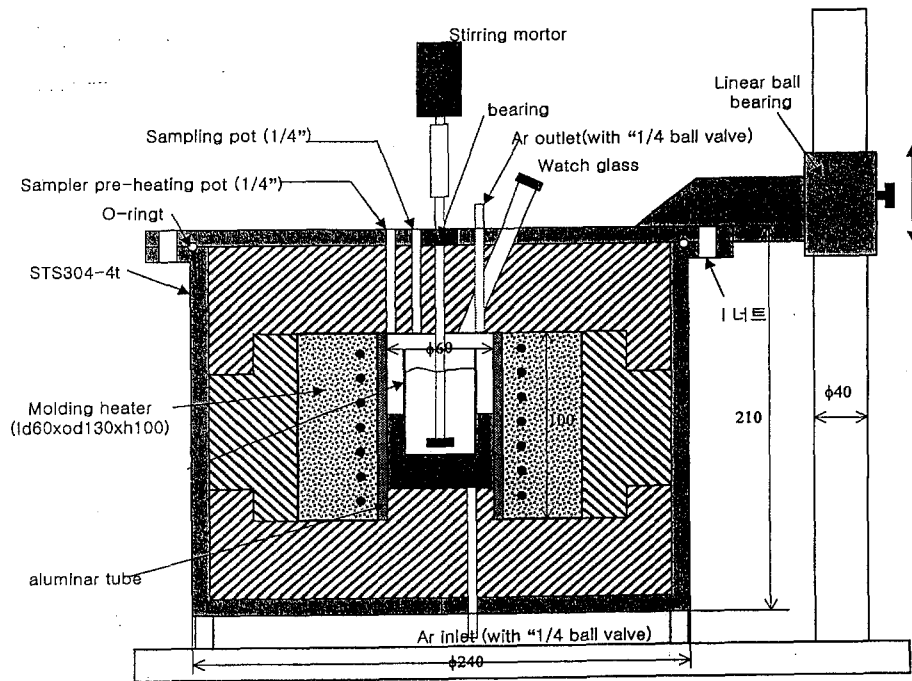 Stirring mortor
Linear ball
bearing
bearing
Sampling pot (1/4")
Ar outlet(with "1/4 ball valve)
Watch glass
Sampler pre-heating pot (1/4")
O-ringt
STS304-4t
I너트
ϕ60
Molding heater
(Id60xod130xh100)
100
210
ϕ40
aluminar tube
Ar inlet (with "1/4 ball valve)
ϕ240